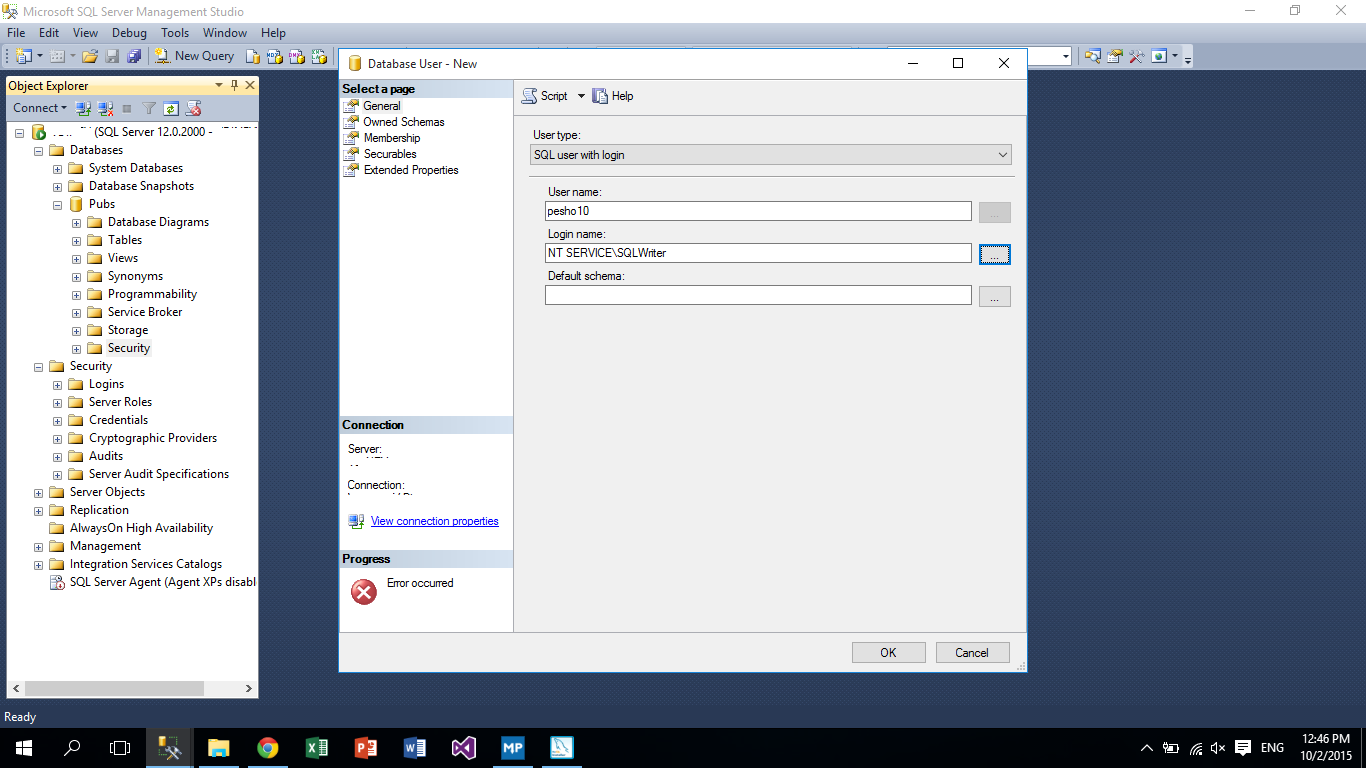 Microsoft SQL Server Management Studio
File Edit View Debug Tools Window Help
New Query
Object Explorer
Connect
(SQL Server 12.0.2000 -
Databases
System Databases
Database Snapshots
Pubs
Database Diagrams
Tables
Views
Synonyms
Programmability
Service Broker
Storage
Security
Security
Logins
Server Roles
Credentials
Cryptographic Providers
Audits
Server Audit Specifications
Server Objects
Replication
AlwaysOn High Availability
Management
Integration Services Catalogs
SQL Server Agent (Agent XPs disabl
Database User - New
Select a page
General
Owned Schemas
Membership
Securables
Extended Properties
Connection
Server:
Connection:
View connection properties
Progress
Error occurred
Script Help
User type:
SQL user with login
User name:
pesho10
...
Login name:
NT SERVICE\SQLWriter
...
Default schema:
...
OK Cancel
Ready
MP
ENG
12:46 PM
10/2/2015